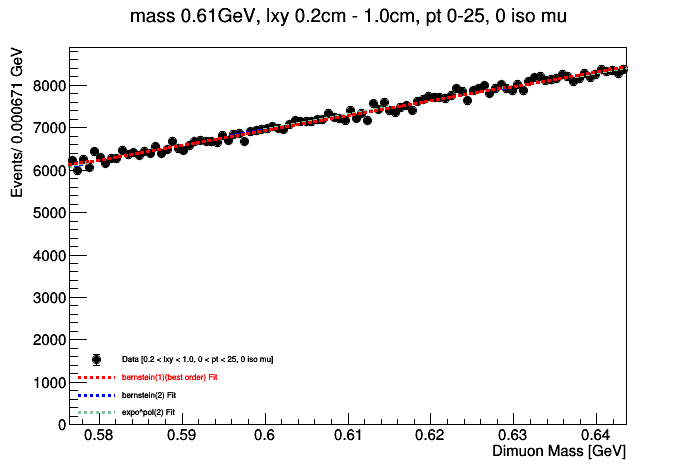 mass 0.61GeV, lxy 0.2cm - 1.0cm, pt 0-25, 0 iso mu
Events/ 0.000671 GeV
8000
7000
6000
5000
4000
3000
2000
1000
0
Data [0.2 < lxy < 1.0, 0 < pt < 25, 0 iso mu]
bernstein(1)(best order) Fit
bernstein(2) Fit
expo^pol(2) Fit
0.58 0.59 0.6 0.61 0.62 0.63 0.64
Dimuon Mass [GeV]